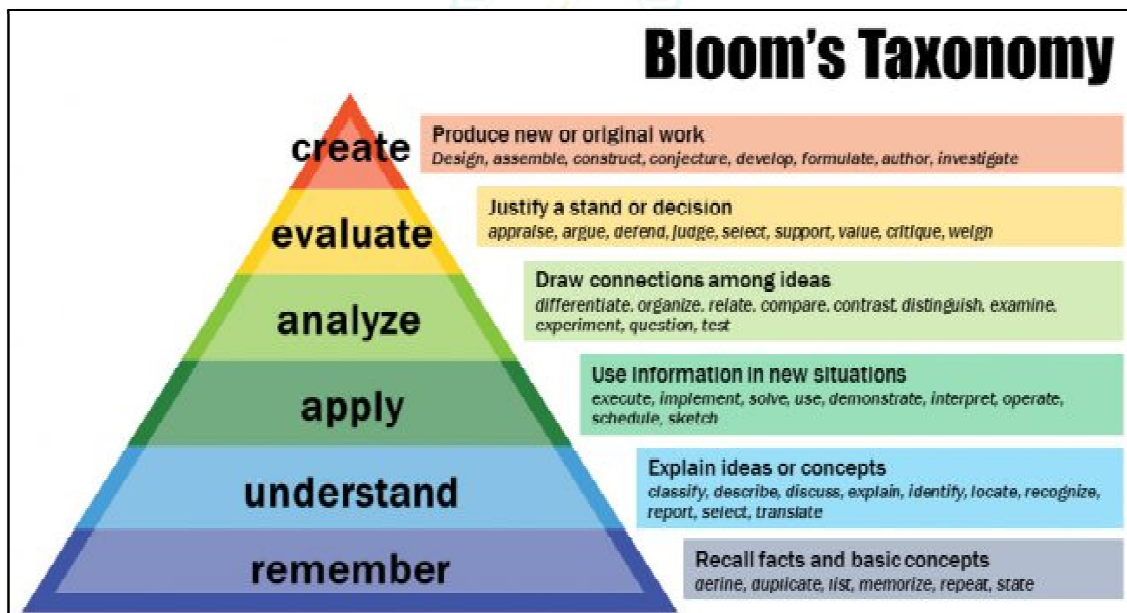 Bloom's Taxonomy
create
Produce new or original work
Design, assemble, construct, conjecture, develop, formulate, author, investigate
evaluate
Justify a stand or decision
appraise, argue, defend, judge, select, support, value, critique, weigh
analyze
Draw connections among ideas
differentiate, organize, relate, compare, contrast, distinguish, examine,
experiment, question, test
apply
Use information in new situations
execute, implement, solve, use, demonstrate, interpret, operate,
schedule, sketch
understand
Explain ideas or concepts
classify, describe, discuss, explain, identify, locate, recognize,
report, select, translate
remember
Recall facts and basic concepts
define, duplicate, list, memorize, repeat, state